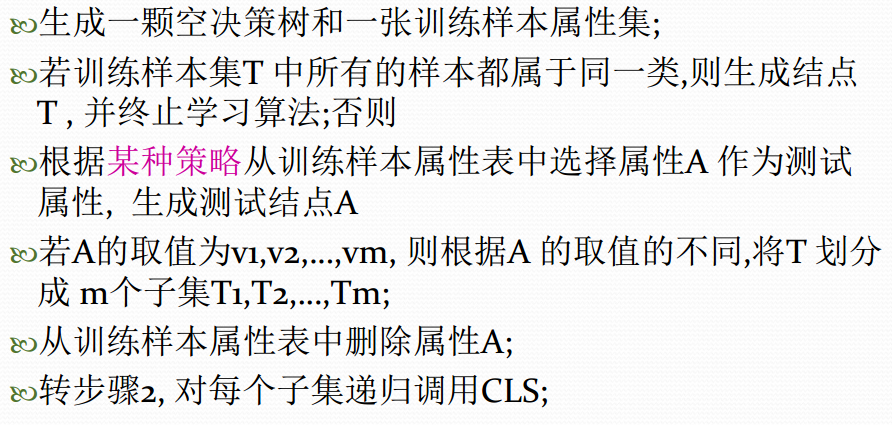 生成一颗空决策树和一张训练样本属性集;
若训练样本集T 中所有的样本都属于同一类,则生成结点
T , 并终止学习算法;否则
根据某种策略从训练样本属性表中选择属性A 作为测试
属性, 生成测试结点A
若A的取值为v1,v2,...,vm, 则根据A 的取值的不同,将T 划分
成 m个子集T1,T2,...,Tm;
从训练样本属性表中删除属性A;
转步骤2, 对每个子集递归调用CLS;